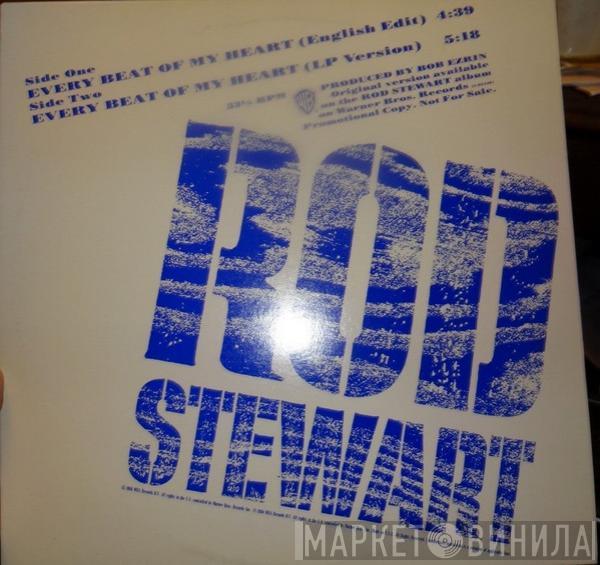 Side One
EVERY BEAT OF MY HEART (English Edit) 4:39
Side Two
EVERY BEAT OF MY HEART (LP Version) 5:18
33⅓ RPM
PRODUCED BY BOB EZRIN
Original version available
on the ROD STEWART album
on Warner Bros. Records
Promotional Copy. Not For Sale.
ROD
STEWART
МАРКЕТ ВИНИЛА